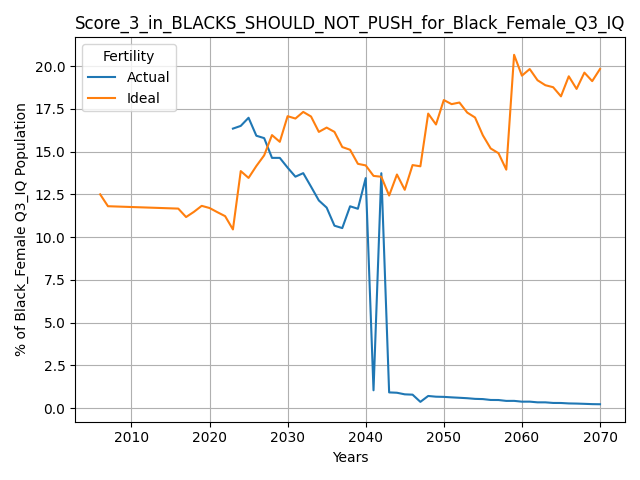 Score_3_in_BLACKS_SHOULD_NOT_PUSH_for_Black_Female_Q3_IQ
Fertility
Actual
Ideal
20.0
17.5
15.0
12.5
10.0
7.5
5.0
2.5
0.0
% of Black_Female Q3_IQ Population
2010 2020 2030 2040 2050 2060 2070
Years